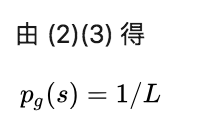 由 (2)(3) 得
p_g(s) = 1/L